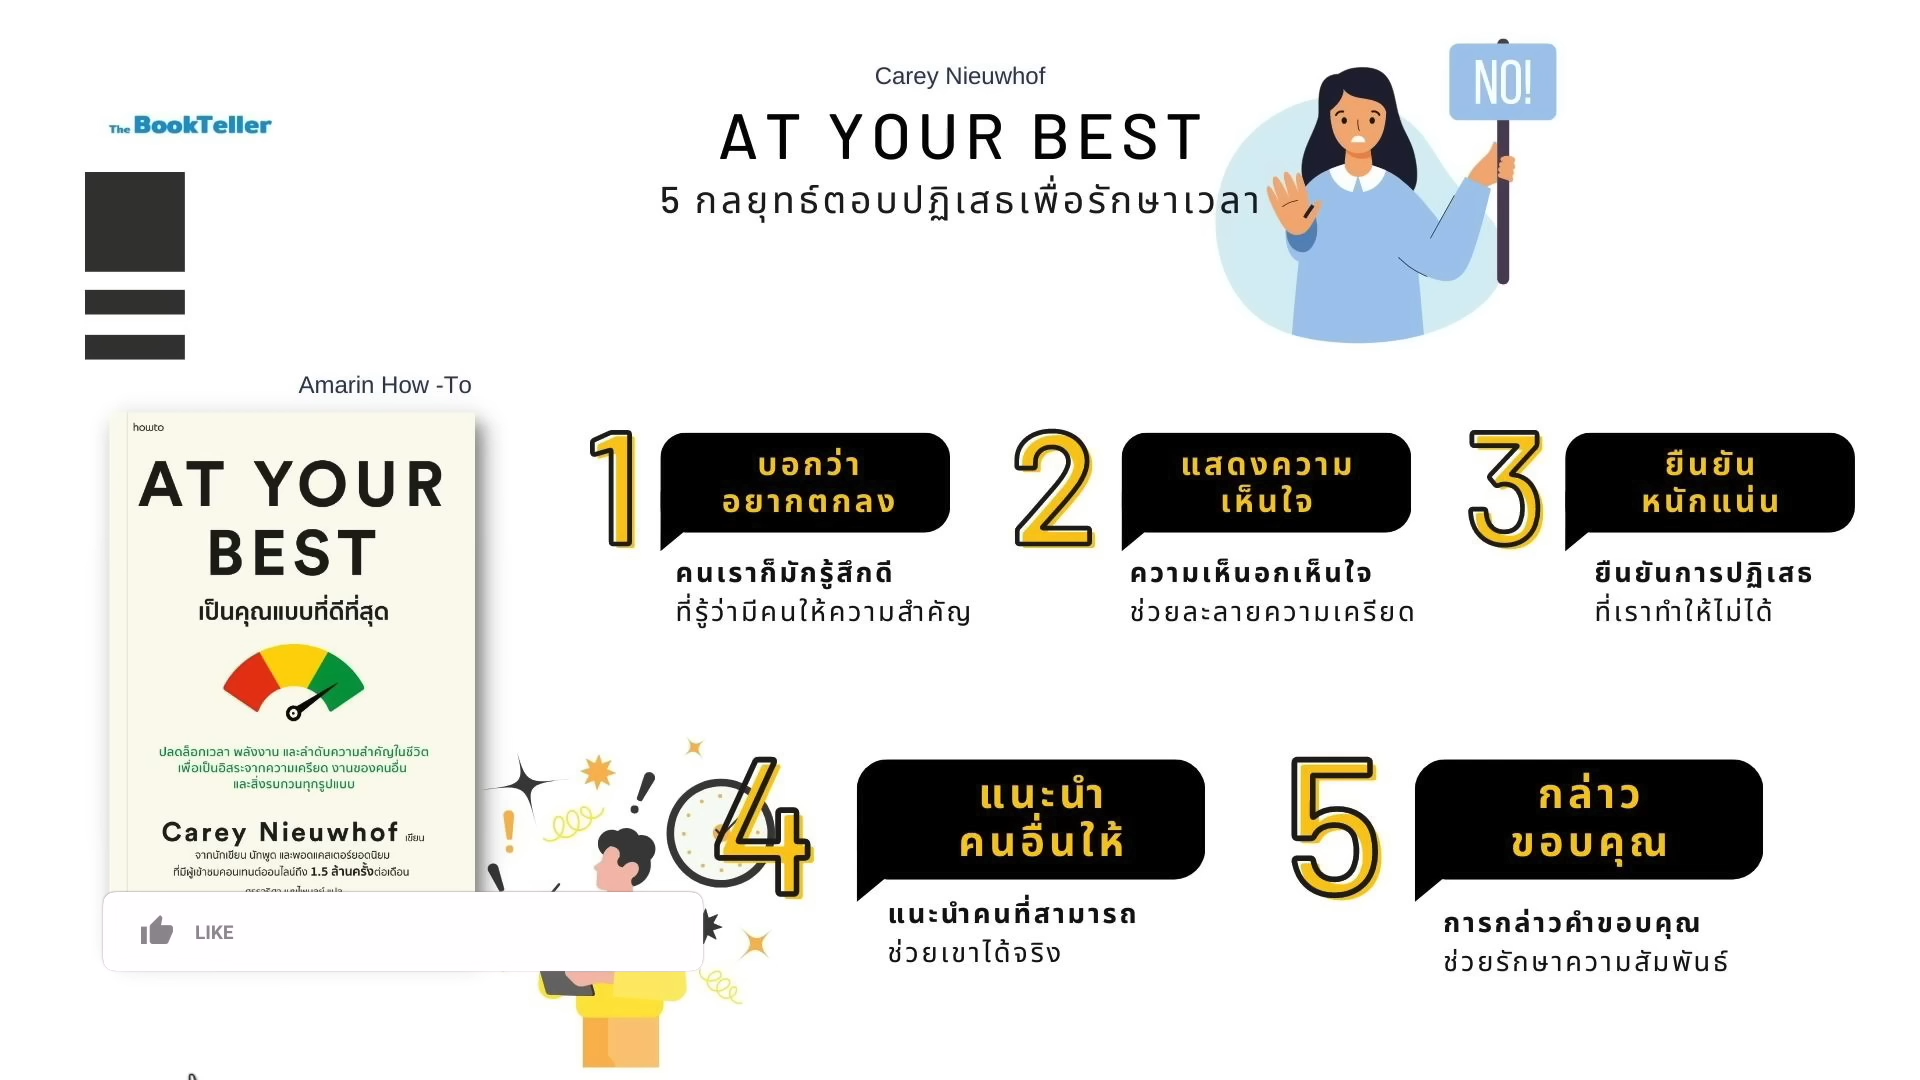 Carey Nieuwhof
AT YOUR BEST
5 กลยุทธ์ตอบปฏิเสธเพื่อรักษาเวลา
NO!
The BookTeller
Amarin How -To
howto
AT YOUR
BEST
เป็นคุณแบบที่ดีที่สุด
ปลดล็อกเวลา พลังงาน และลำดับความสำคัญในชีวิต
เพื่อเป็นอิสระจากความเครียด งานของคนอื่น
และสิ่งรบกวนทุกรูปแบบ
Carey Nieuwhof เขียน
จากนักเขียน นักพูด และพอดแคสเตอร์ยอดนิยม
ที่มีผู้เข้าชมคอนเทนต์ออนไลน์ถึง 1.5 ล้านครั้งต่อเดือน
LIKE
1
บอกว่า
อยากตกลง
คนเราก็มักรู้สึกดี
ที่รู้ว่ามีคนให้ความสำคัญ
2
แสดงความ
เห็นใจ
ความเห็นอกเห็นใจ
ช่วยละลายความเครียด
3
ยืนยัน
หนักแน่น
ยืนยันการปฏิเสธ
ที่เราทำให้ไม่ได้
4
แนะนำ
คนอื่นให้
แนะนำคนที่สามารถ
ช่วยเขาได้จริง
5
กล่าว
ขอบคุณ
การกล่าวคำขอบคุณ
ช่วยรักษาความสัมพันธ์